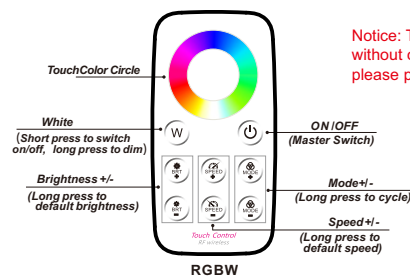 Notice: T
without
please p
TouchColor Circle
White
(Short press to switch
on/off, long press to dim)
W
ON/OFF
(Master Switch)
BRT
+
SPEED
+
MODE
+
Brightness +/-
(Long press to
default brightness)
Mode+/-
(Long press to cycle)
BRT
-
SPEED
-
MODE
-
Speed+/-
(Long press to
default speed)
Touch Control
RF wireless
RGBW